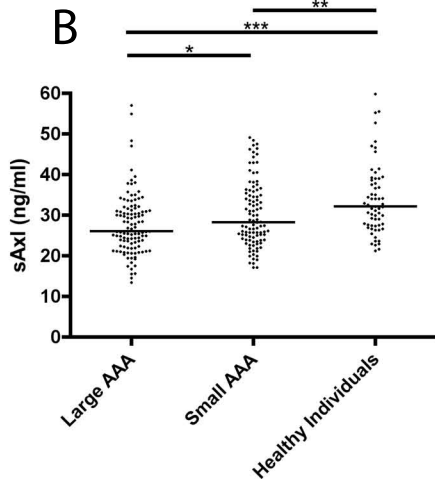 B
**
***
*
60
50
40
30
20
10
0
sAxl (ng/ml)
Large AAA
Small AAA
Healthy Individuals